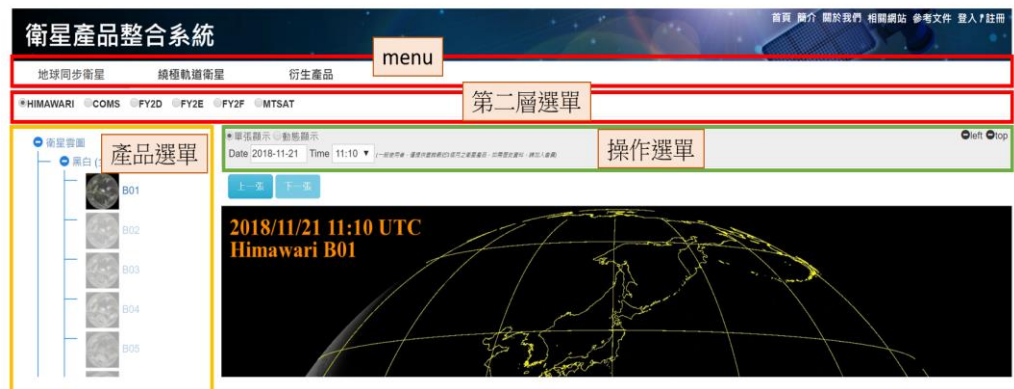 首頁 簡介 關於我們 相關網站 參考文件 登入/註冊
衛星產品整合系統
menu
地球同步衛星 繞極軌道衛星 衍生產品
第二層選單
HIMAWARI COMS FY2D FY2E FY2F MTSAT
產品選單
操作選單
衛星雲圖
黑白
單張顯示 動態顯示
left top
Date 2018-11-21 Time 11:10
上一張 下一張
B01
B02
B03
B04
B05
2018/11/21 11:10 UTC
Himawari B01